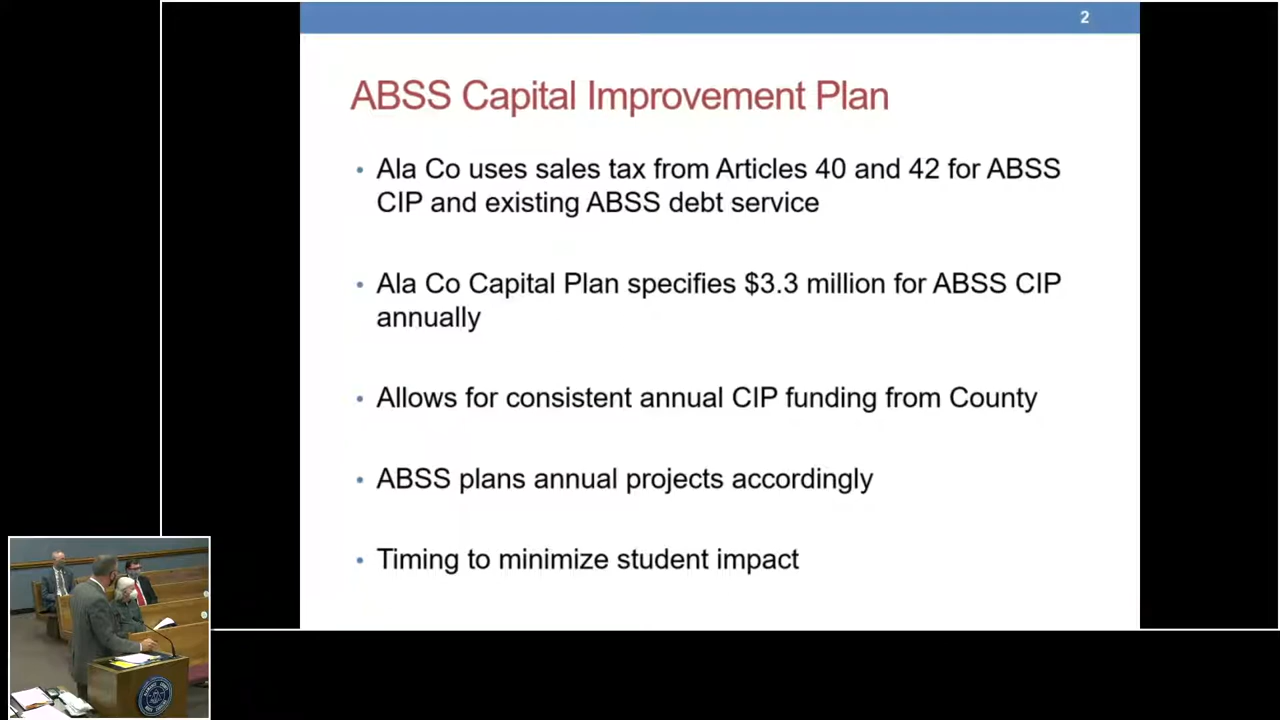 2
ABSS Capital Improvement Plan
• Ala Co uses sales tax from Articles 40 and 42 for ABSS
CIP and existing ABSS debt service
• Ala Co Capital Plan specifies $3.3 million for ABSS CIP
annually
• Allows for consistent annual CIP funding from County
• ABSS plans annual projects accordingly
• Timing to minimize student impact